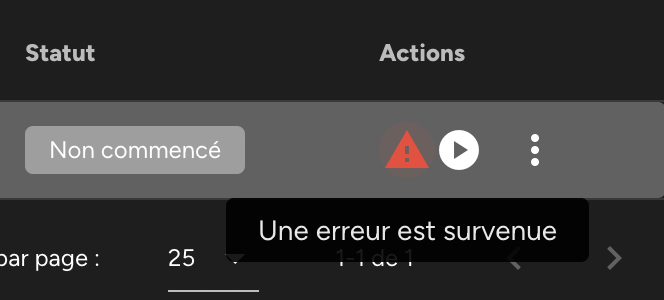 Statut Actions
Non commencé
Une erreur est survenue
par page : 25 1-1 de 1